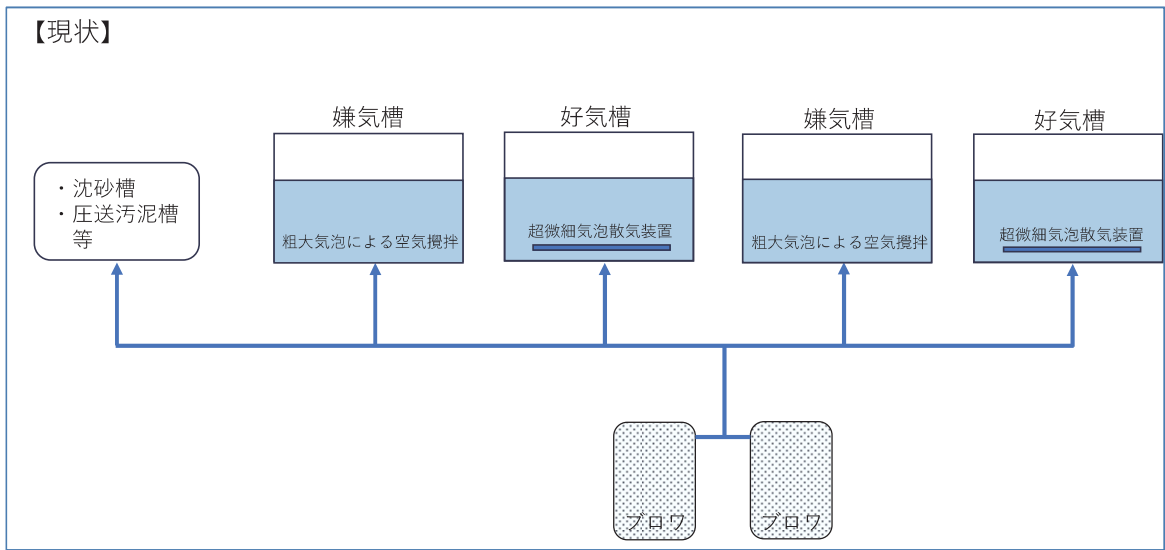 【現状】
嫌気槽
好気槽
嫌気槽
好気槽
・沈砂槽
・圧送汚泥槽
等
粗大気泡による空気攪拌
超微細気泡散気装置
粗大気泡による空気攪拌
超微細気泡散気装置
ブロワ
ブロワ